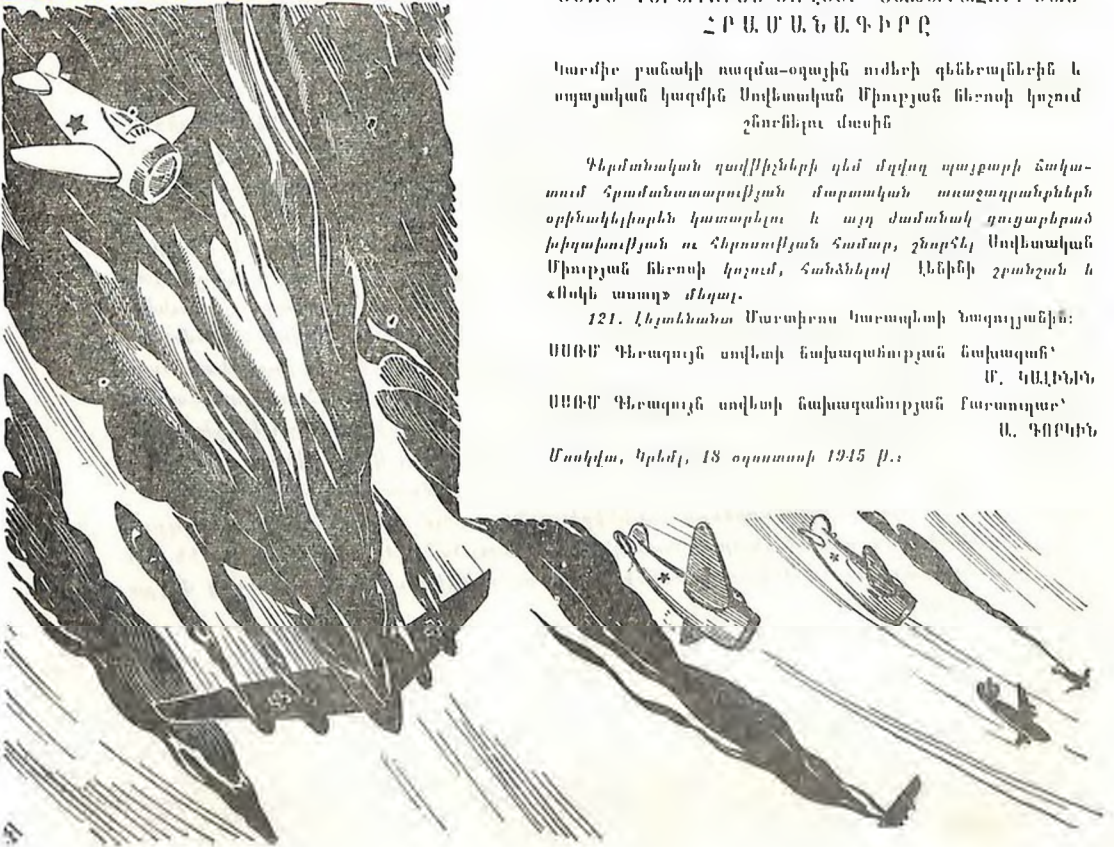 ՀՐԱՄԱՆԱԳԻՐԸ
Կարմիր բանակի ռազմա-օդային ուժերի գեներալներին և
սպայական կազմին Սովետական Միության հերոսի կոչում
շնորհելու մասին
Գերմանական զավթիչների դեմ մղվող պայքարի ճակա-
տում հրամանատարության մարտական առաջադրանքներն
օրինակելիորեն կատարելու և այդ ժամանակ ցուցաբերած
խիզախության ու հերոսության համար, շնորհել Սովետական
Միության հերոսի կոչում, հանձնելով Լենինի շքանշան և
«Ոսկե աստղ» մեդալ.
121. Լեյտենանտ Մարտիրոս Կարապետի Նագուլյանին։
ՍՍՌՄ Գերագույն սովետի նախագահության նախագահ՝
Մ. ԿԱԼԻՆԻՆ
ՍՍՌՄ Գերագույն սովետի նախագահության քարտուղար՝
Ա. ԳՈՐԿԻՆ
Մոսկվա, Կրեմլ, 18 օգոստոսի 1945 թ.։